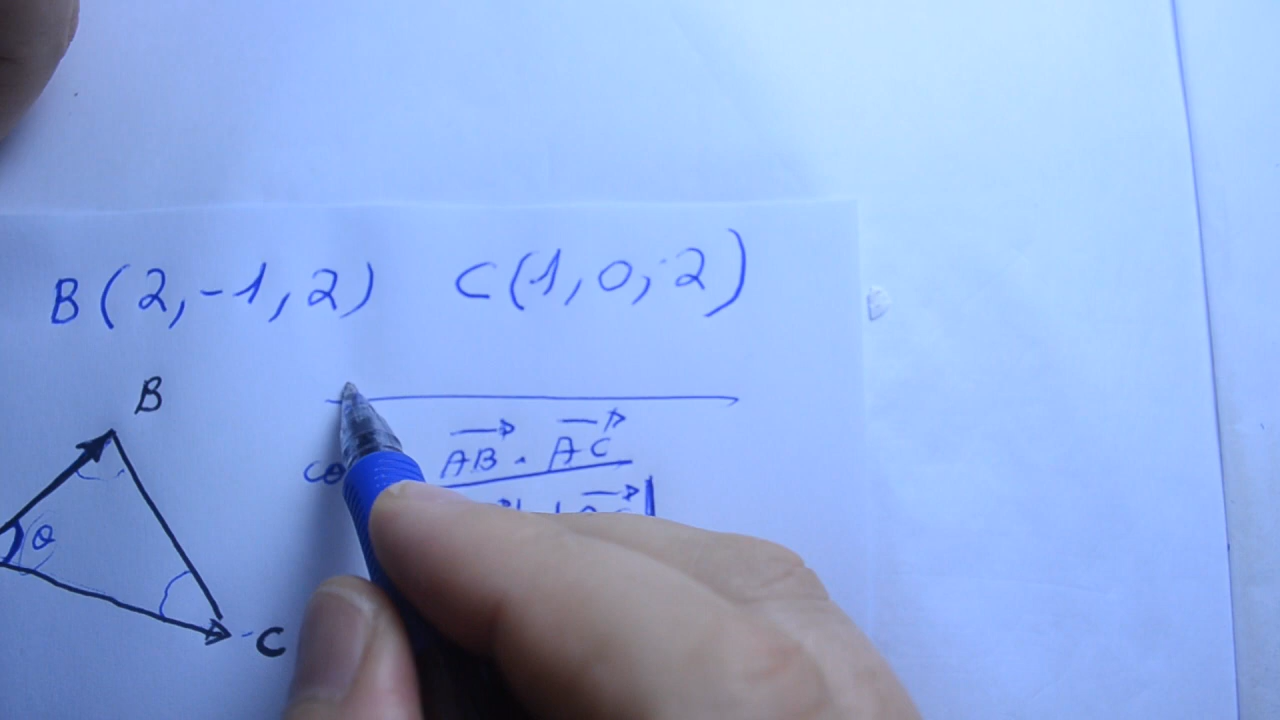 B(2,-1,2) C(1,0,2)
B
AB . AC
θ
C